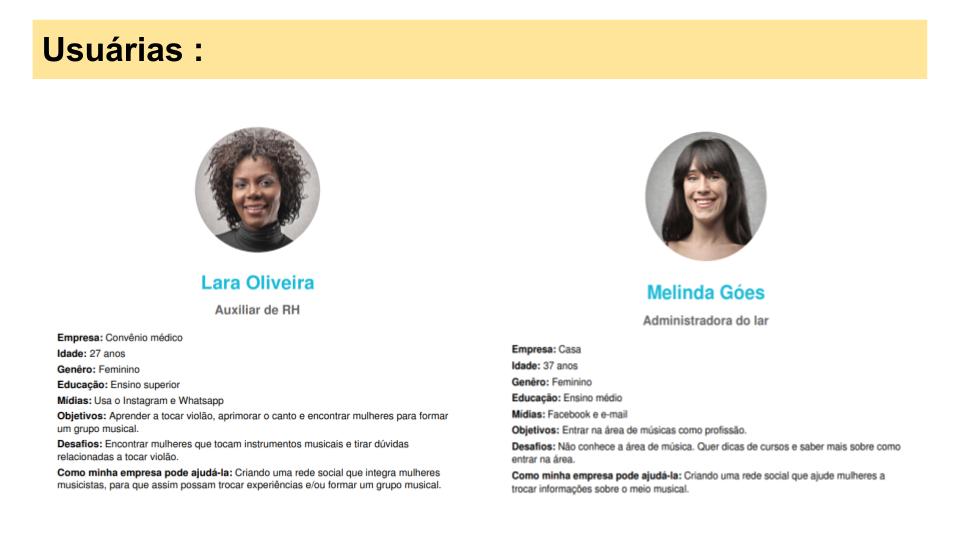 Usuárias :
Lara Oliveira
Auxiliar de RH
Empresa: Convênio médico
Idade: 27 anos
Genêro: Feminino
Educação: Ensino superior
Mídias: Usa o Instagram e Whatsapp
Objetivos: Aprender a tocar violão, aprimorar o canto e encontrar mulheres para formar
um grupo musical.
Desafios: Encontrar mulheres que tocam instrumentos musicais e tirar dúvidas
relacionadas a tocar violão.
Como minha empresa pode ajudá-la: Criando uma rede social que integra mulheres
musicistas, para que assim possam trocar experiências e/ou formar um grupo musical.
Melinda Góes
Administradora do lar
Empresa: Casa
Idade: 37 anos
Genêro: Feminino
Educação: Ensino médio
Mídias: Facebook e e-mail
Objetivos: Entrar na área de músicas como profissão.
Desafios: Não conhece a área de música. Quer dicas de cursos e saber mais sobre como
entrar na área.
Como minha empresa pode ajudá-la: Criando uma rede social que ajude mulheres a
trocar informações sobre o meio musical.